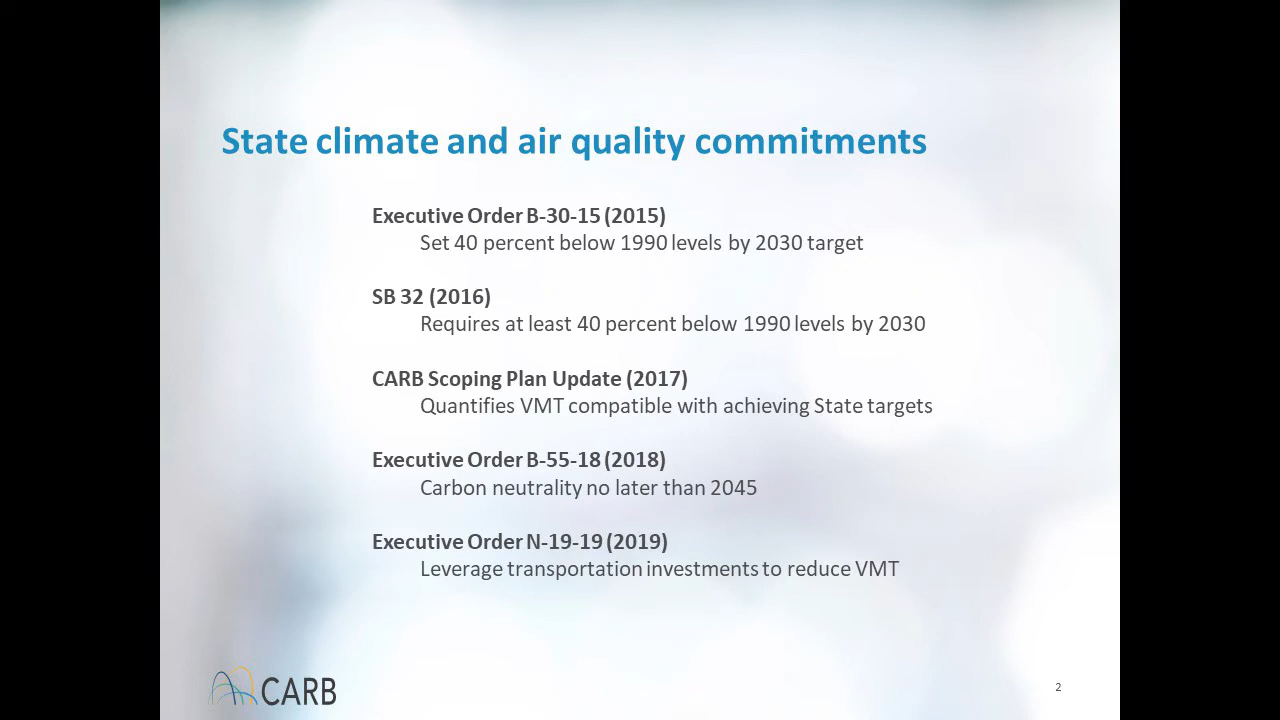 State climate and air quality commitments
Executive Order B-30-15 (2015)
Set 40 percent below 1990 levels by 2030 target
SB 32 (2016)
Requires at least 40 percent below 1990 levels by 2030
CARB Scoping Plan Update (2017)
Quantifies VMT compatible with achieving State targets
Executive Order B-55-18 (2018)
Carbon neutrality no later than 2045
Executive Order N-19-19 (2019)
Leverage transportation investments to reduce VMT
CARB
2